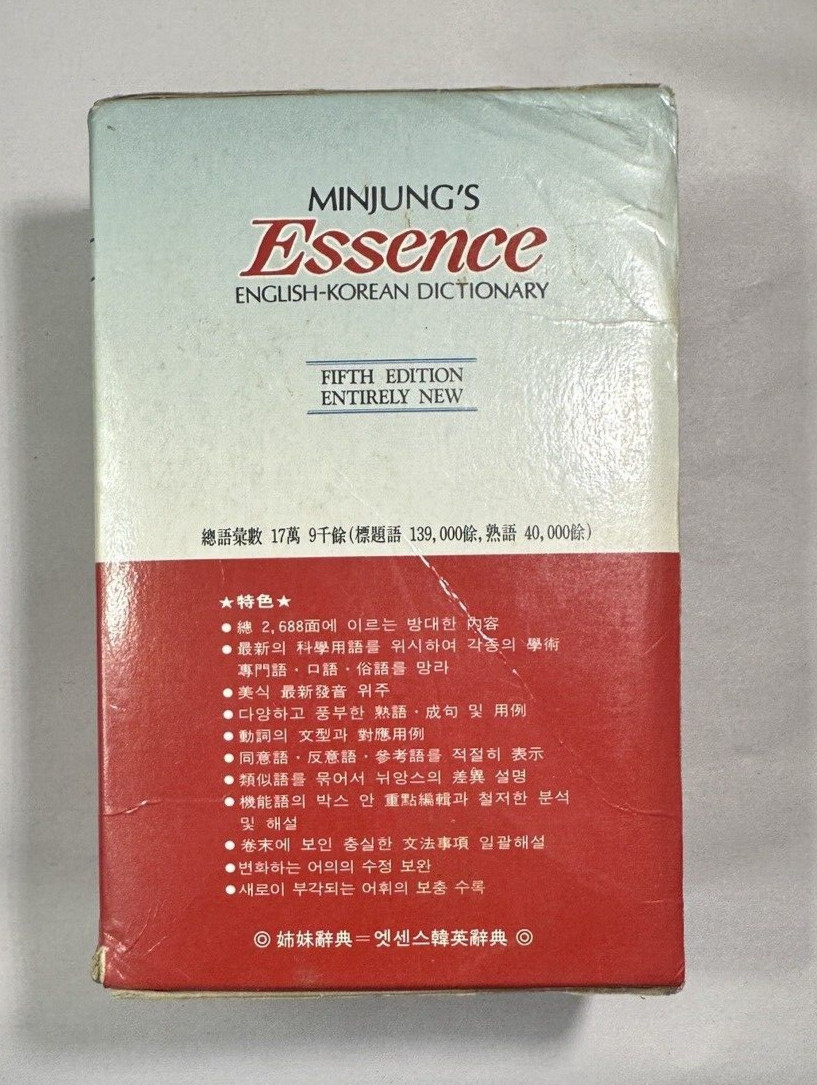 MINJUNG'S
Essence
ENGLISH-KOREAN DICTIONARY
FIFTH EDITION
ENTIRELY NEW
總語彙數 17萬 9千餘(標題語 139,000餘, 熟語 40,000餘)
★特色★
●總 2,688面에 이르는 방대한 內容
●最新의 科學用語를 위시하여 각종의 學術
專門語·口語·俗語를 망라
●美식 最新發音 위주
●다양하고 풍부한 熟語·成句 및 用例
●動詞의 文型과 對應用例
●同意語·反意語·參考語를 적절히 表示
●類似語를 묶어서 뉘앙스의 差異 설명
●機能語의 박스 안 重點編輯과 철저한 분석
및 해설
●卷末에 보인 충실한 文法事項 일괄해설
●변화하는 어의의 수정 보완
●새로이 부각되는 어휘의 보충 수록
◎ 姉妹辭典=엣센스韓英辭典 ◎